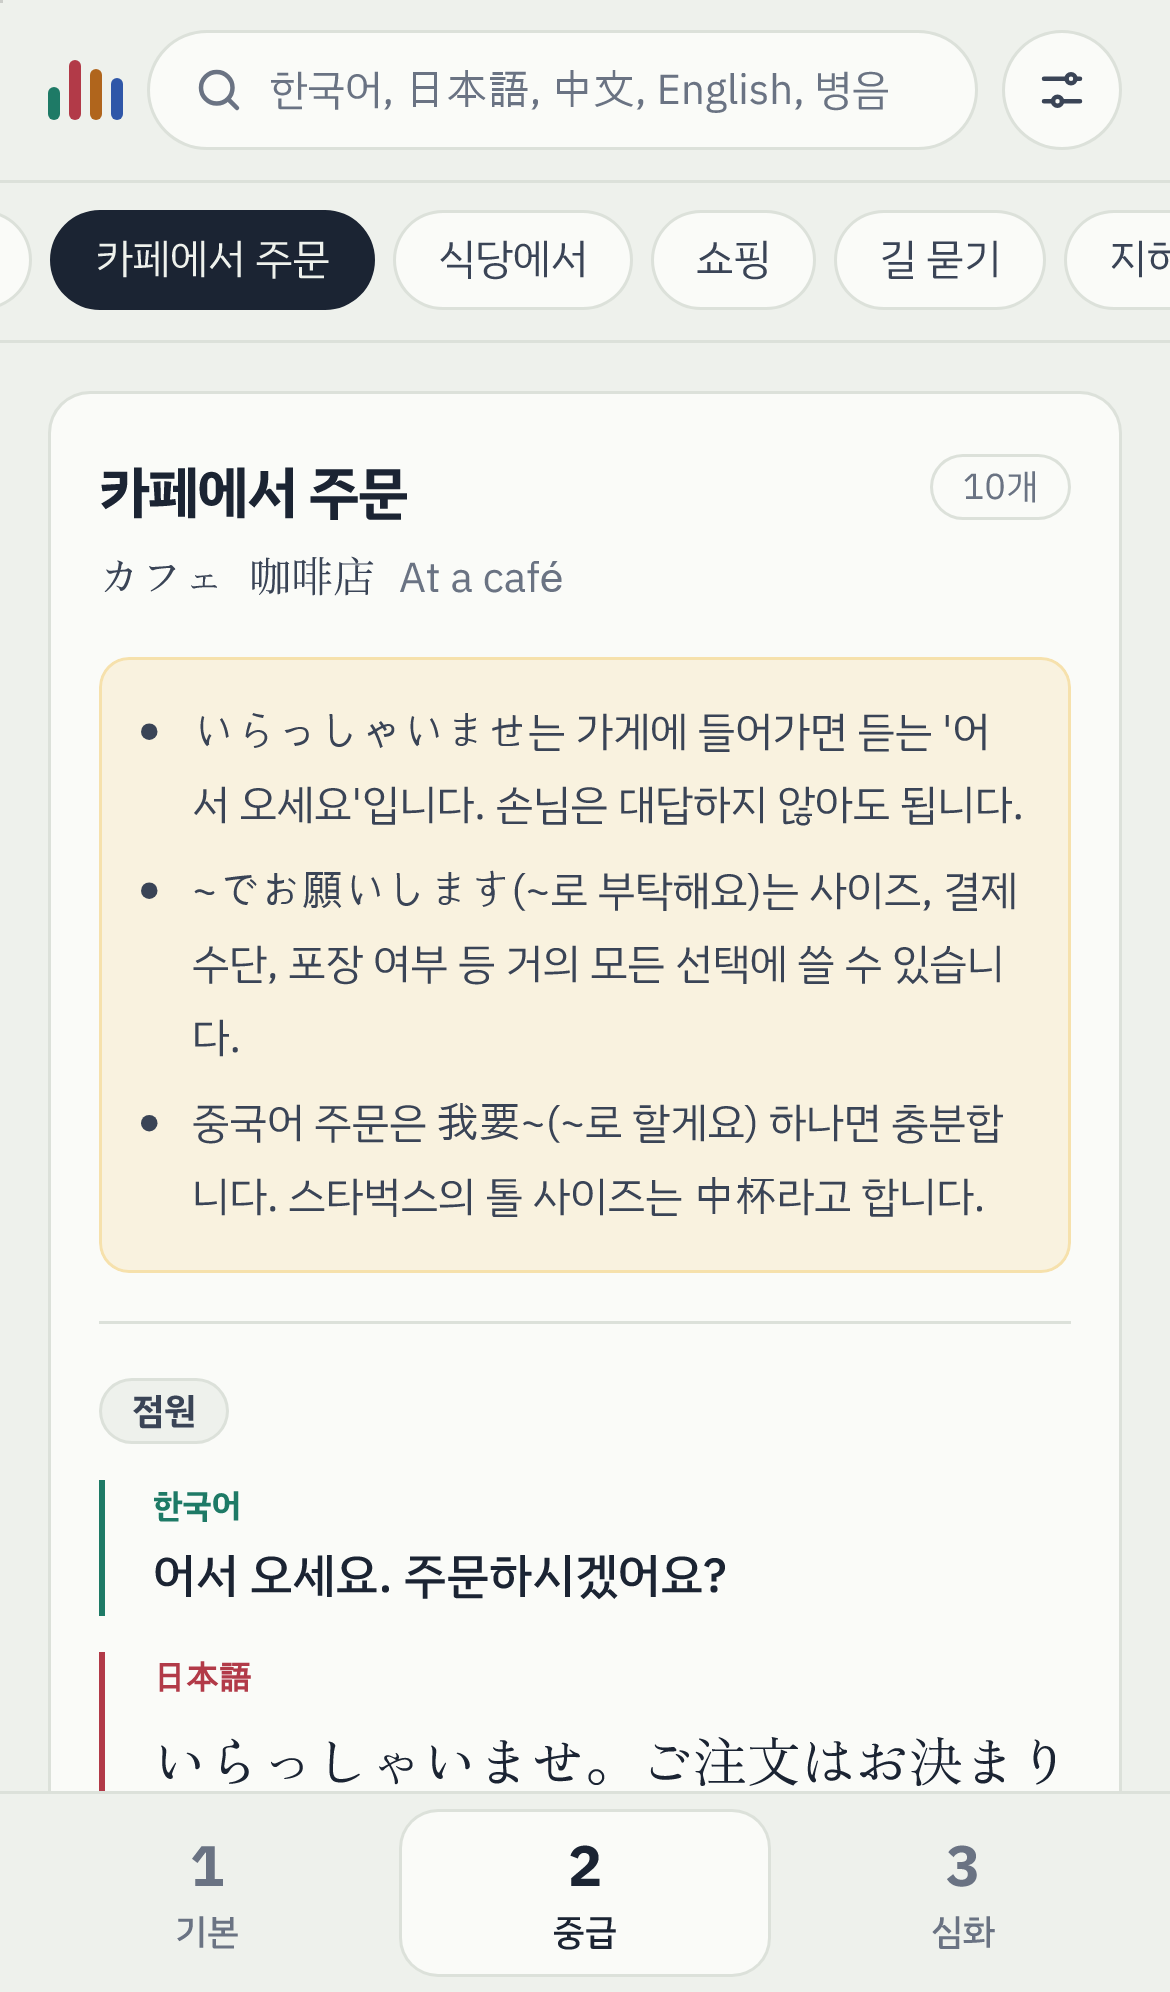 한국어, 日本語, 中文, English, 병음
카페에서 주문
식당에서
쇼핑
길 묻기
카페에서 주문
10개
カフェ 咖啡店 At a café
いらっしゃいませ는 가게에 들어가면 듣는 '어
서 오세요'입니다. 손님은 대답하지 않아도 됩니다.
~でお願いします(~로 부탁해요)는 사이즈, 결제
수단, 포장 여부 등 거의 모든 선택에 쓸 수 있습니
다.
중국어 주문은 我要~(~로 할게요) 하나면 충분합
니다. 스타벅스의 톨 사이즈는 中杯라고 합니다.
점원
한국어
어서 오세요. 주문하시겠어요?
日本語
いらっしゃいませ。ご注文はお決まり
1
기본
2
중급
3
심화